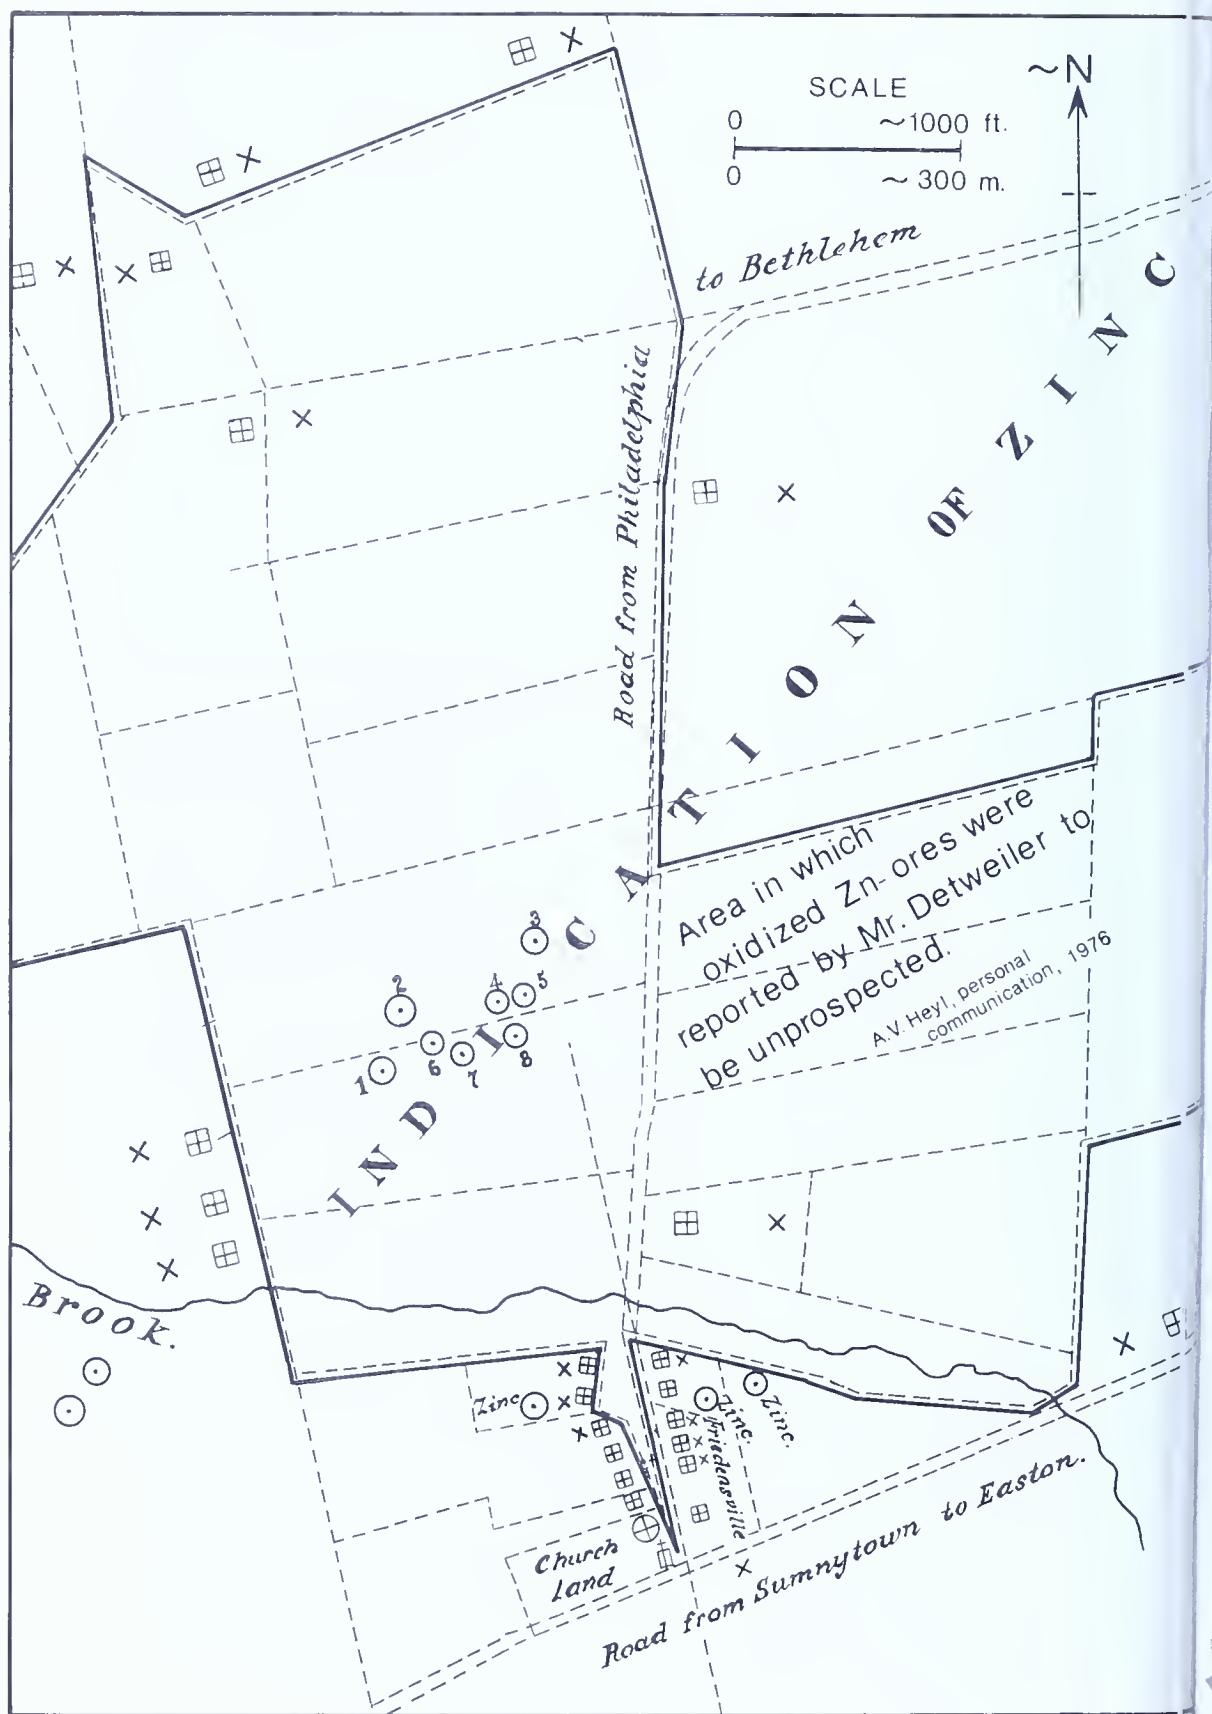 SCALE
0 ~1000 ft.
0 ~300 m.
~N
to Bethlehem
Road from Philadelphia
INDICATION OF ZINC
Area in which
oxidized Zn-ores were
reported by Mr. Detweiler to
be unprospected.
A.V. Heyl, personal
communication, 1976
3
2
4
5
1
6
7
8
Brook.
Zinc
Zinc.
Zinc.
Friedensville
Church
Land
Road from Sumnytown to Easton.